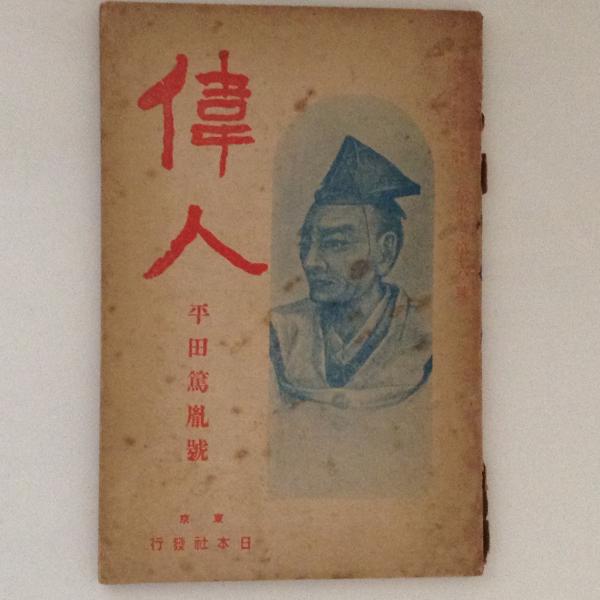 偉人
平田篤胤號
東京
日本社發行